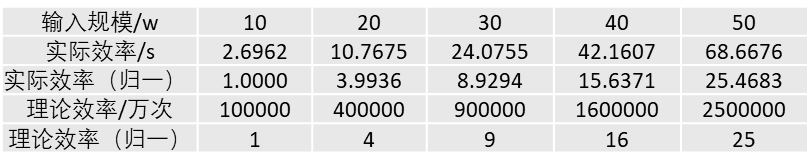 输入规模/w 10 20 30 40 50
实际效率/s 2.6962 10.7675 24.0755 42.1607 68.6676
实际效率（归一） 1.0000 3.9936 8.9294 15.6371 25.4683
理论效率/万次 100000 400000 900000 1600000 2500000
理论效率（归一） 1 4 9 16 25